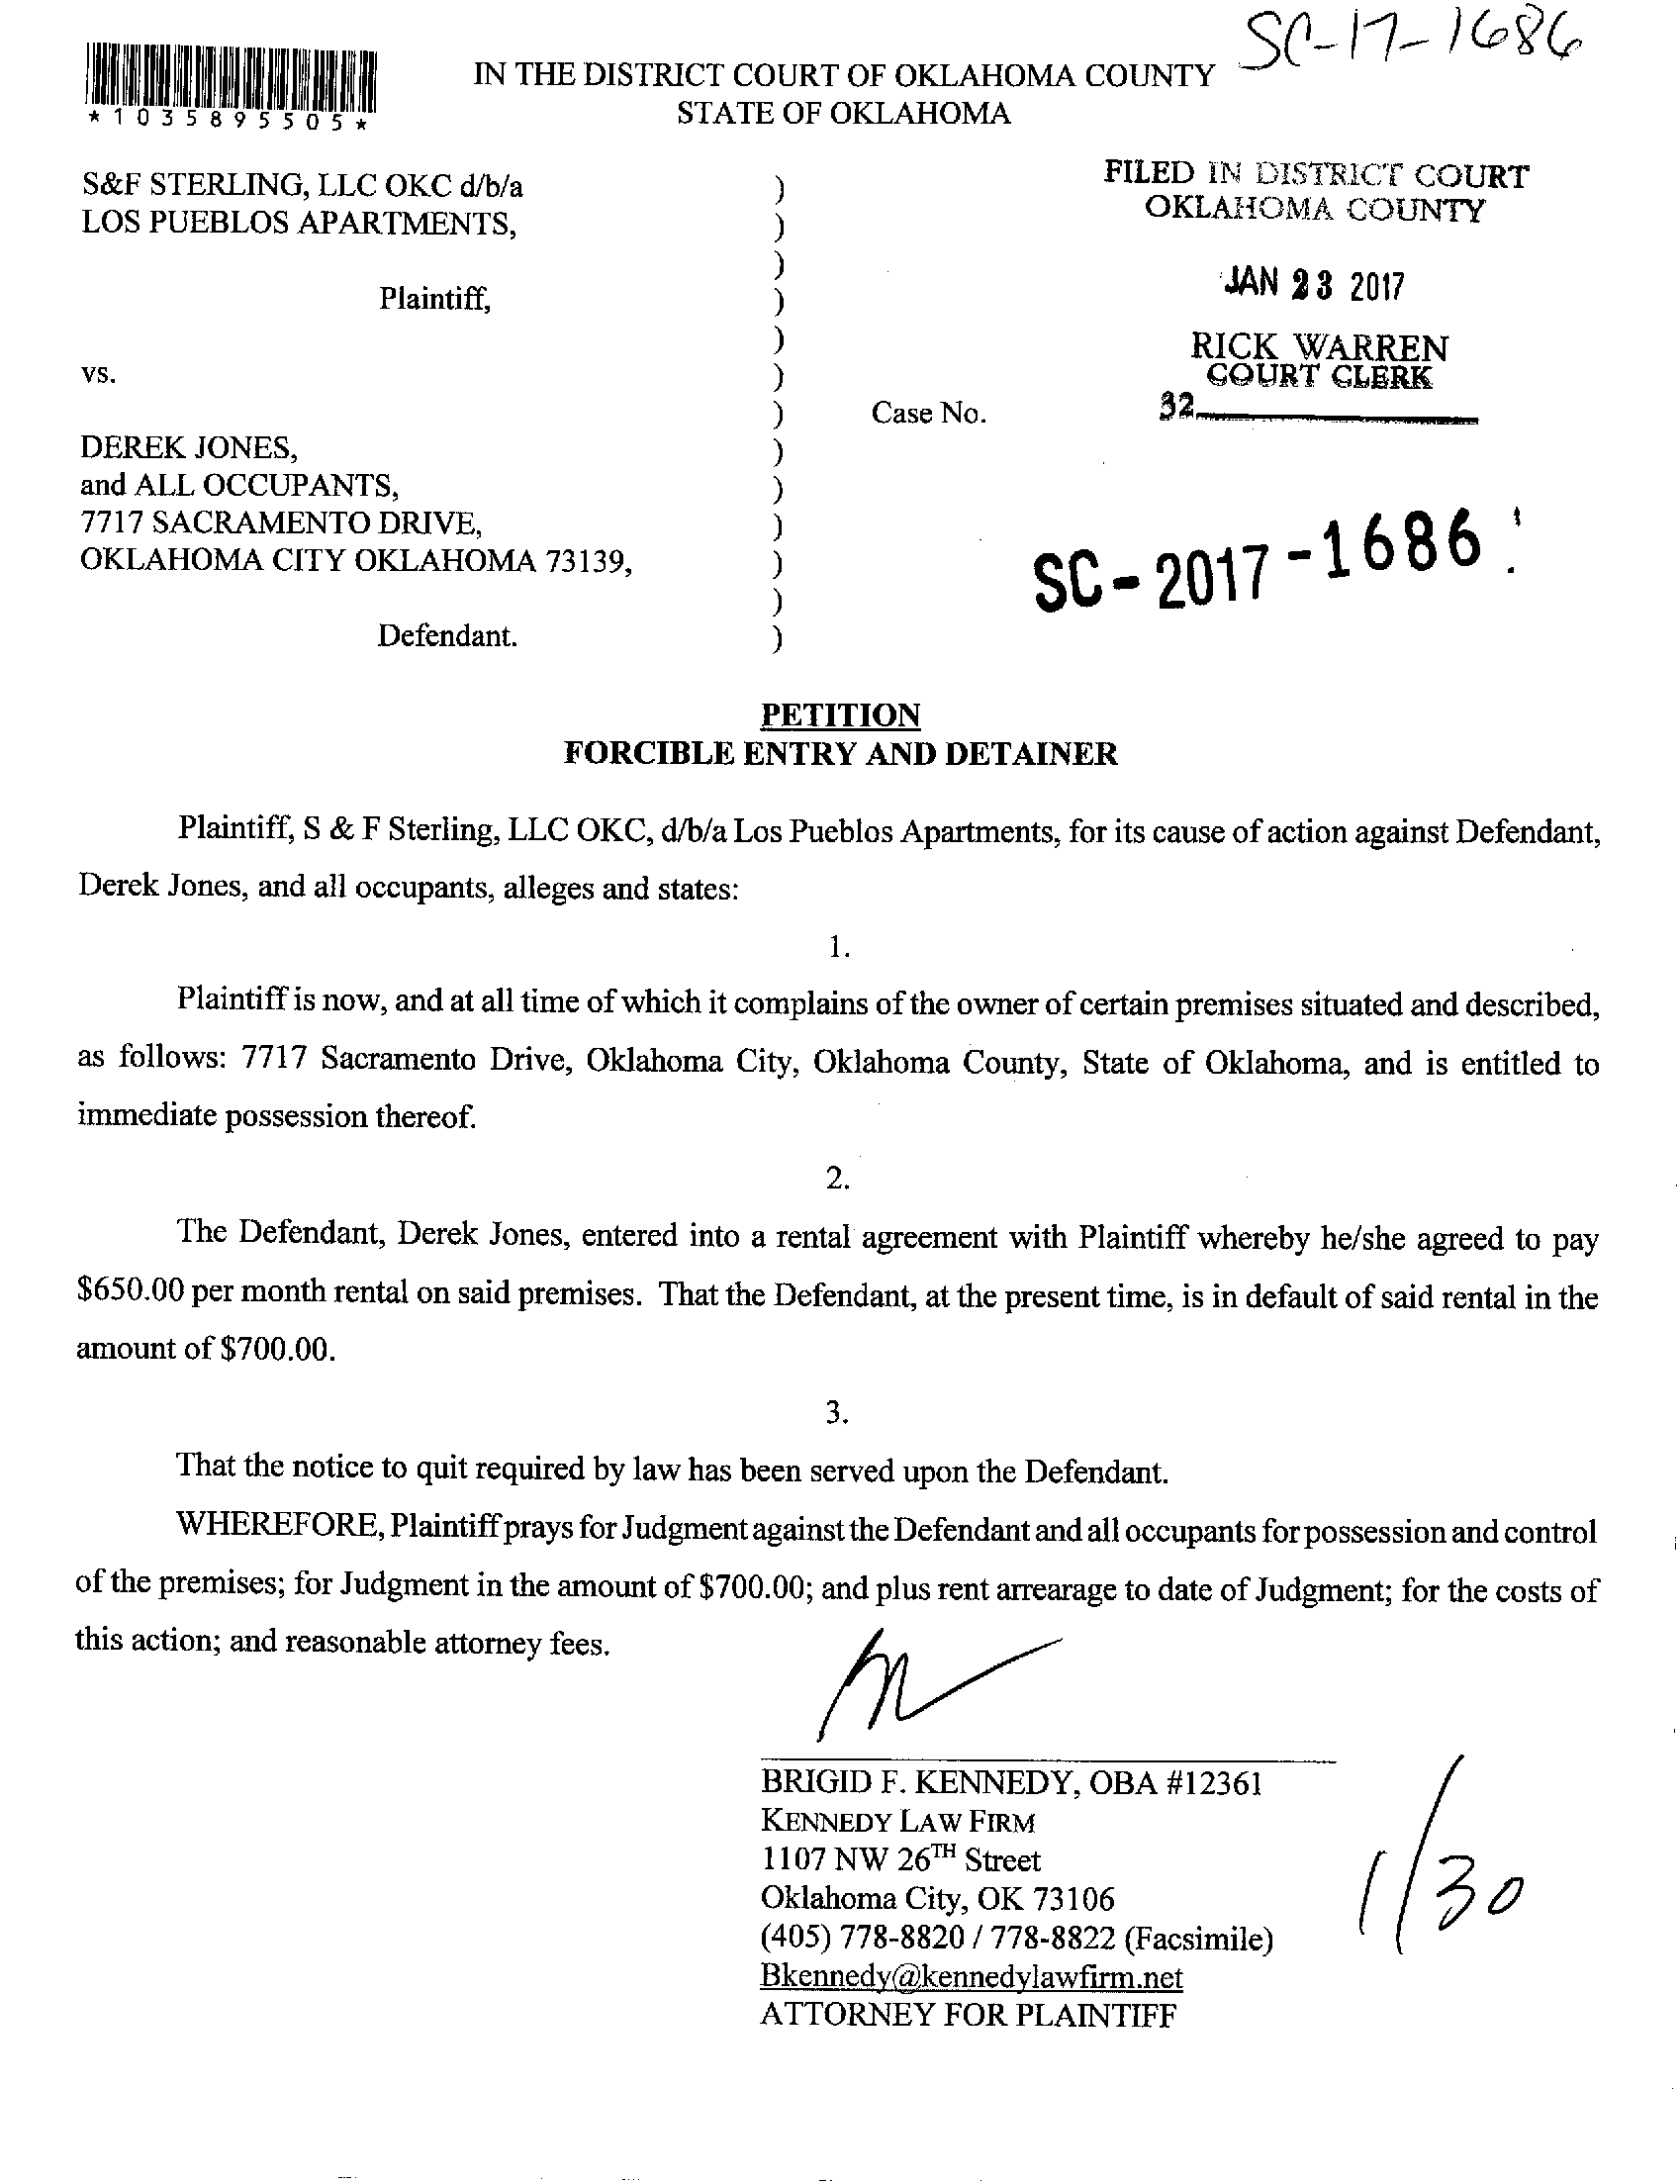 SC-17-1686
IN THE DISTRICT COURT OF OKLAHOMA COUNTY
STATE OF OKLAHOMA
*1035895505*
S&F STERLING, LLC OKC d/b/a
LOS PUEBLOS APARTMENTS,
Plaintiff,
vs.
DEREK JONES,
and ALL OCCUPANTS,
7717 SACRAMENTO DRIVE,
OKLAHOMA CITY OKLAHOMA 73139,
Defendant.
)
)
)
)
)
)
)
)
)
)
)
)
)
Case No.
FILED IN DISTRICT COURT
OKLAHOMA COUNTY
JAN 23 2017
RICK WARREN
COURT CLERK
32
SC-2017-1686
PETITION
FORCIBLE ENTRY AND DETAINER
Plaintiff, S & F Sterling, LLC OKC, d/b/a Los Pueblos Apartments, for its cause of action against Defendant,
Derek Jones, and all occupants, alleges and states:
1.
Plaintiff is now, and at all time of which it complains of the owner of certain premises situated and described,
as follows: 7717 Sacramento Drive, Oklahoma City, Oklahoma County, State of Oklahoma, and is entitled to
immediate possession thereof.
2.
The Defendant, Derek Jones, entered into a rental agreement with Plaintiff whereby he/she agreed to pay
$650.00 per month rental on said premises. That the Defendant, at the present time, is in default of said rental in the
amount of $700.00.
3.
That the notice to quit required by law has been served upon the Defendant.
WHEREFORE, Plaintiff prays for Judgment against the Defendant and all occupants for possession and control
of the premises; for Judgment in the amount of $700.00; and plus rent arrearage to date of Judgment; for the costs of
this action; and reasonable attorney fees.
BRIGID F. KENNEDY, OBA #12361
KENNEDY LAW FIRM
1107 NW 26TH Street
Oklahoma City, OK 73106
(405) 778-8820 / 778-8822 (Facsimile)
Bkennedy@kennedylawfirm.net
ATTORNEY FOR PLAINTIFF
1/30